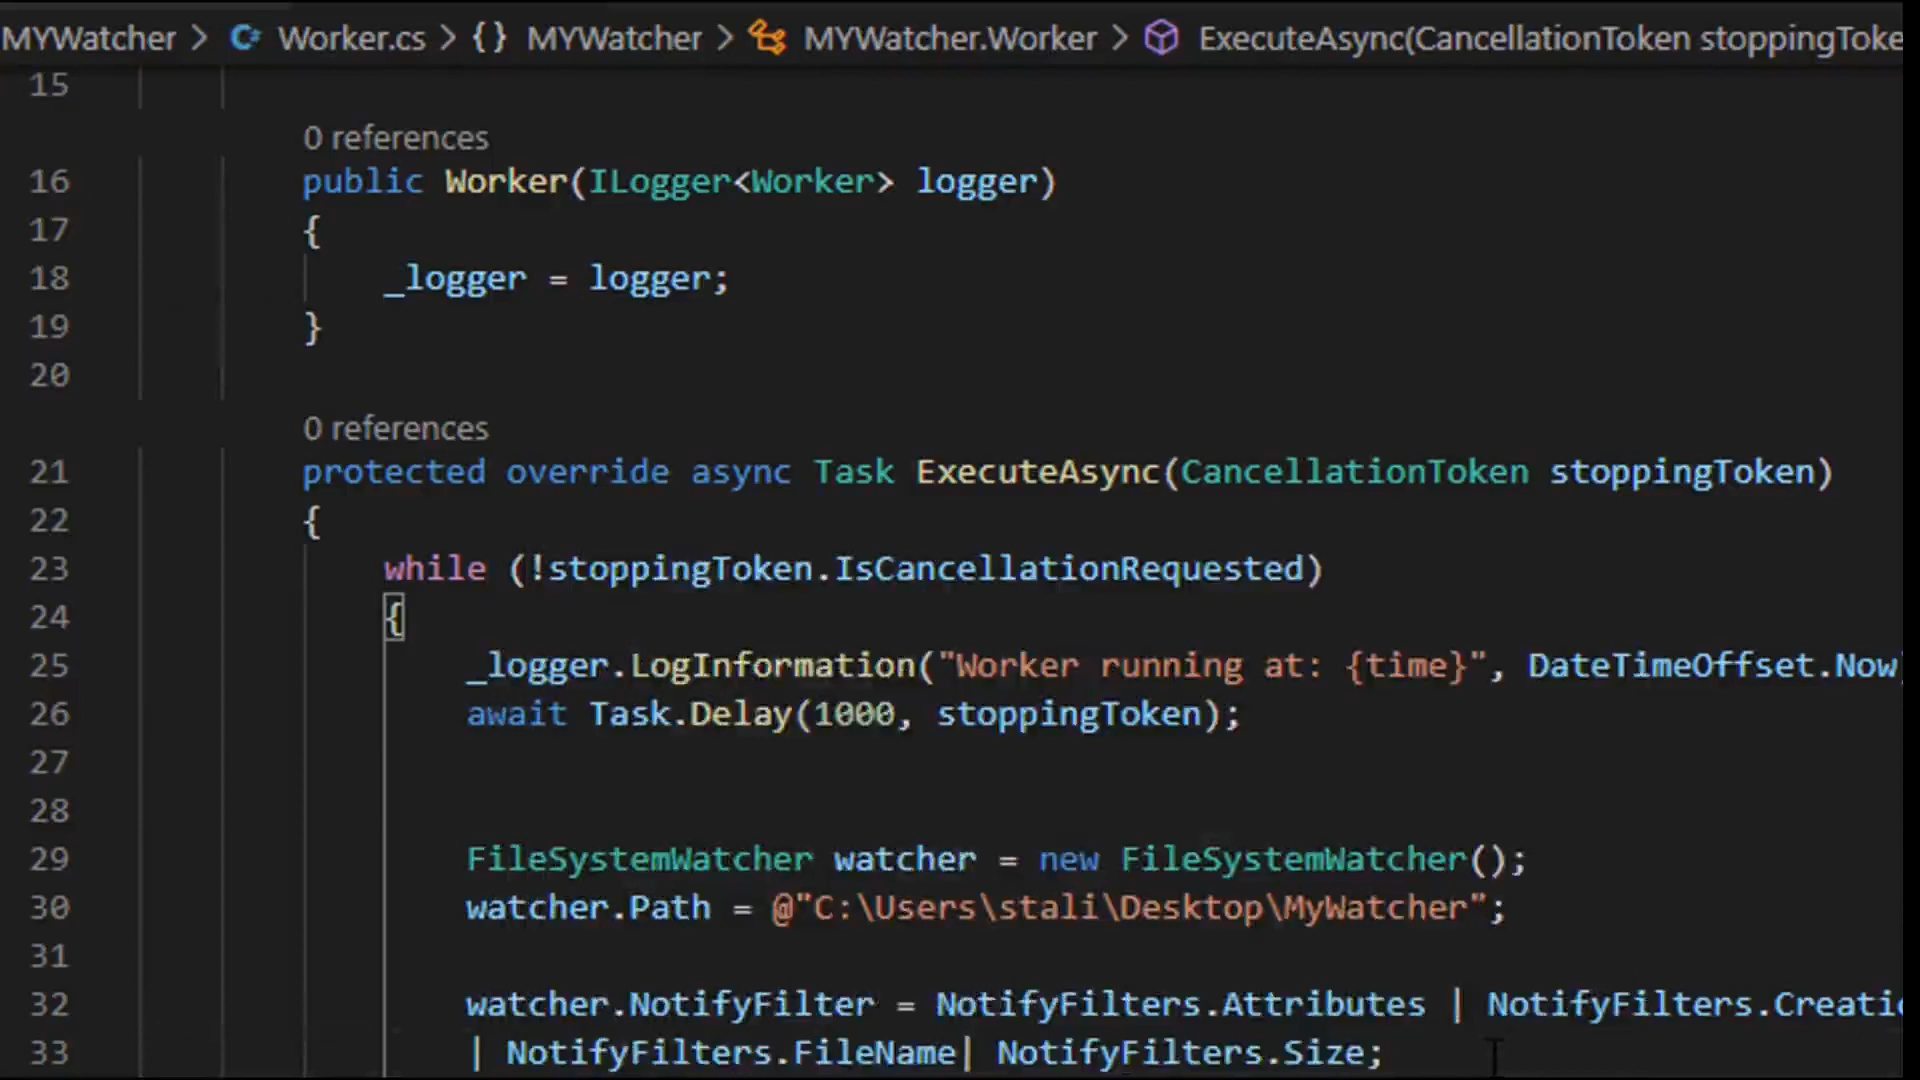 MYWatcher > Worker.cs > {} MYWatcher > MYWatcher.Worker > ExecuteAsync(CancellationToken stoppingToke
15
0 references
16 public Worker(ILogger<Worker> logger)
17 {
18 _logger = logger;
19 }
20
0 references
21 protected override async Task ExecuteAsync(CancellationToken stoppingToken)
22 {
23 while (!stoppingToken.IsCancellationRequested)
24 {
25 _logger.LogInformation("Worker running at: {time}", DateTimeOffset.Now)
26 await Task.Delay(1000, stoppingToken);
27
28
29 FileSystemWatcher watcher = new FileSystemWatcher();
30 watcher.Path = @"C:\Users\stali\Desktop\MyWatcher";
31
32 watcher.NotifyFilter = NotifyFilters.Attributes | NotifyFilters.Creatio
33 | NotifyFilters.FileName| NotifyFilters.Size;